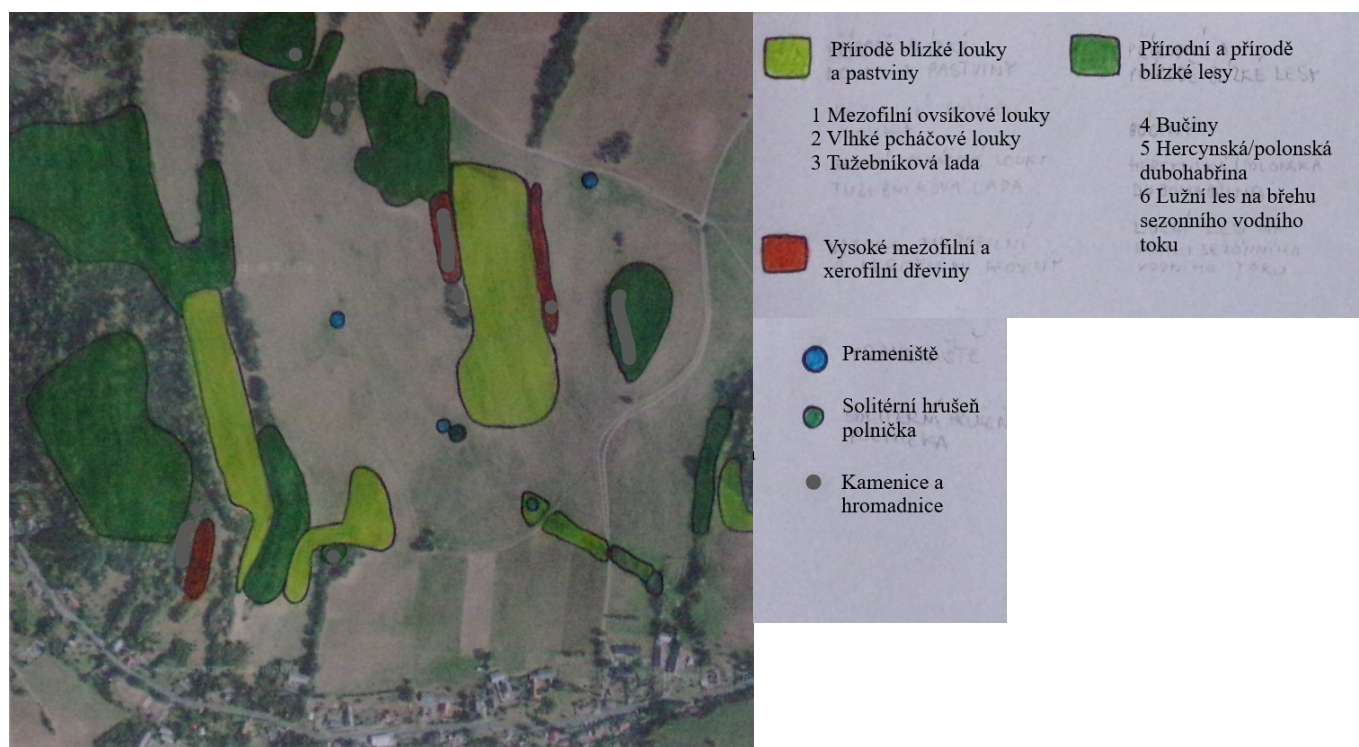 Přírodě blízké louky
a pastviny
1 Mezofilní ovsíkové louky
2 Vlhké pcháčové louky
3 Tužebníková lada
Vysoké mezofilní a
xerofilní dřeviny
Přírodní a přírodě
blízké lesy
4 Bučiny
5 Hercynská/polonská
dubohabřina
6 Lužní les na břehu
sezonního vodního
toku
Prameniště
Solitérní hrušeň
polnička
Kamenice a
hromadnice